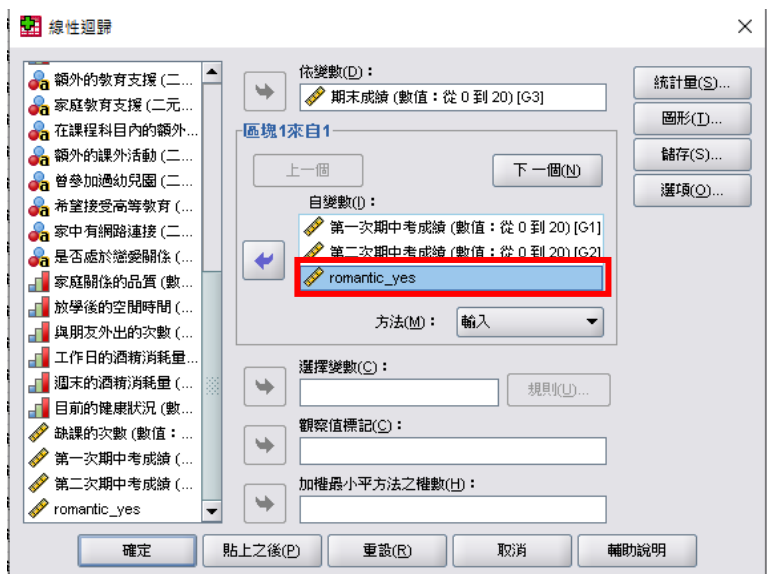 線性迴歸
額外的教育支援 (二...
家庭教育支援 (二元...
在課程科目內的額外...
額外的課外活動 (二...
曾參加過幼兒園 (二...
希望接受高等教育 (...
家中有網路連接 (二...
是否處於戀愛關係 (...
家庭關係的品質 (數...
放學後的空閒時間 (...
與朋友外出的次數 (...
工作日的酒精消耗量...
週末的酒精消耗量 (...
目前的健康狀況 (數...
缺課的次數 (數值：...
第一次期中考成績 (...
第二次期中考成績 (...
romantic_yes
依變數(D)：
期末成績 (數值：從 0 到 20) [G3]
區塊1來自1
上一個
下一個(N)
自變數(I)：
第一次期中考成績 (數值：從 0 到 20) [G1]
第二次期中考成績 (數值：從 0 到 20) [G2]
romantic_yes
方法(M)：
輸入
選擇變數(C)：
規則(U)...
觀察值標記(C)：
加權最小平方法之權數(H)：
統計量(S)...
圖形(T)...
儲存(S)...
選項(O)...
確定
貼上之後(P)
重設(R)
取消
輔助說明